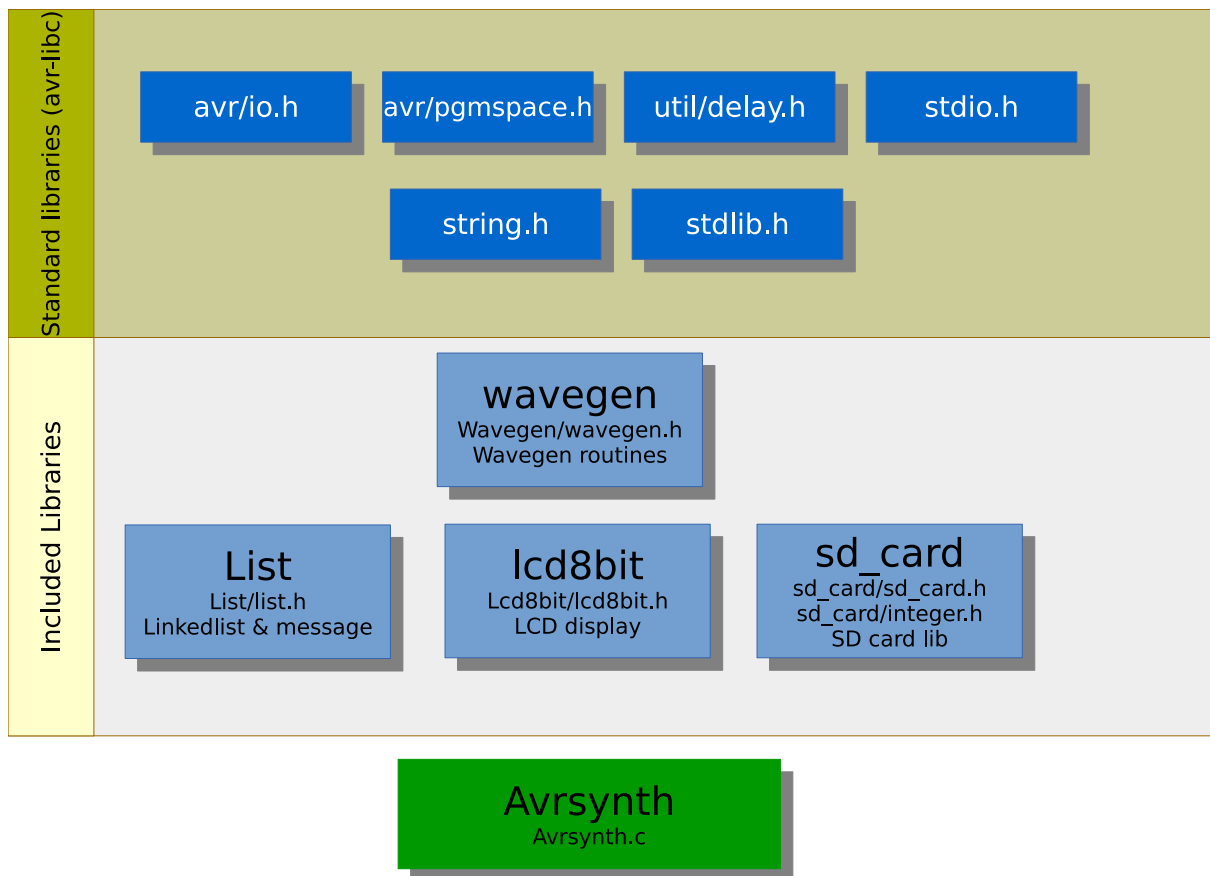 Standard libraries (avr-libc)
avr/io.h
avr/pgmspace.h
util/delay.h
stdio.h
string.h
stdlib.h
Included Libraries
wavegen
Wavegen/wavegen.h
Wavegen routines
List
List/list.h
Linkedlist & message
lcd8bit
Lcd8bit/lcd8bit.h
LCD display
sd_card
sd_card/sd_card.h
sd_card/integer.h
SD card lib
Avrsynth
Avrsynth.c